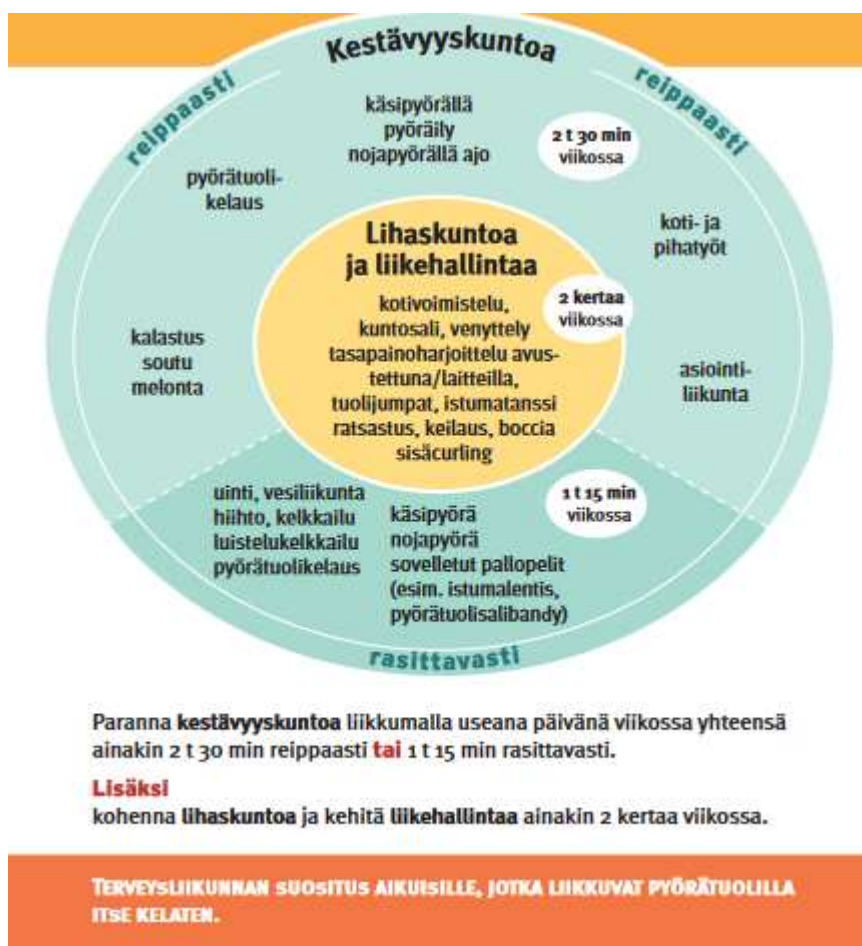 Kestävyyskuntoa
reippaasti
reippaasti
käsipyörällä
pyöräily
nojapyörällä ajo
2 t 30 min
viikossa
pyörätuoli-
kelaus
koti- ja
pihatyöt
Lihaskuntoa
ja liikehallintaa
2 kertaa
viikossa
kotivoimistelu,
kuntosali, venyttely
tasapainoharjoittelu avus-
tettuna/laitteilla,
tuolijumpat, istumatanssi
ratsastus, keilaus, boccia
sisäcurling
kalastus
soutu
melonta
asiointi-
liikunta
uinti, vesiliikunta
hiihto, kelkkailu
luistelukelkkailu
pyörätuolikelaus
käsipyörä
nojapyörä
sovelletut pallopelit
(esim. istumalentis,
pyörätuolisalibandy)
1 t 15 min
viikossa
rasittavasti
Paranna kestävyyskuntoa liikkumalla useana päivänä viikossa yhteensä
ainakin 2 t 30 min reippaasti tai 1 t 15 min rasittavasti.
Lisäksi
kohenna lihaskuntoa ja kehitä liikehallintaa ainakin 2 kertaa viikossa.
TERVEYSLIIKUNNAN SUOSITUS AIKUISILLE, JOTKA LIIKKUVAT PYÖRÄTUOLILLA
ITSE KELATEN.